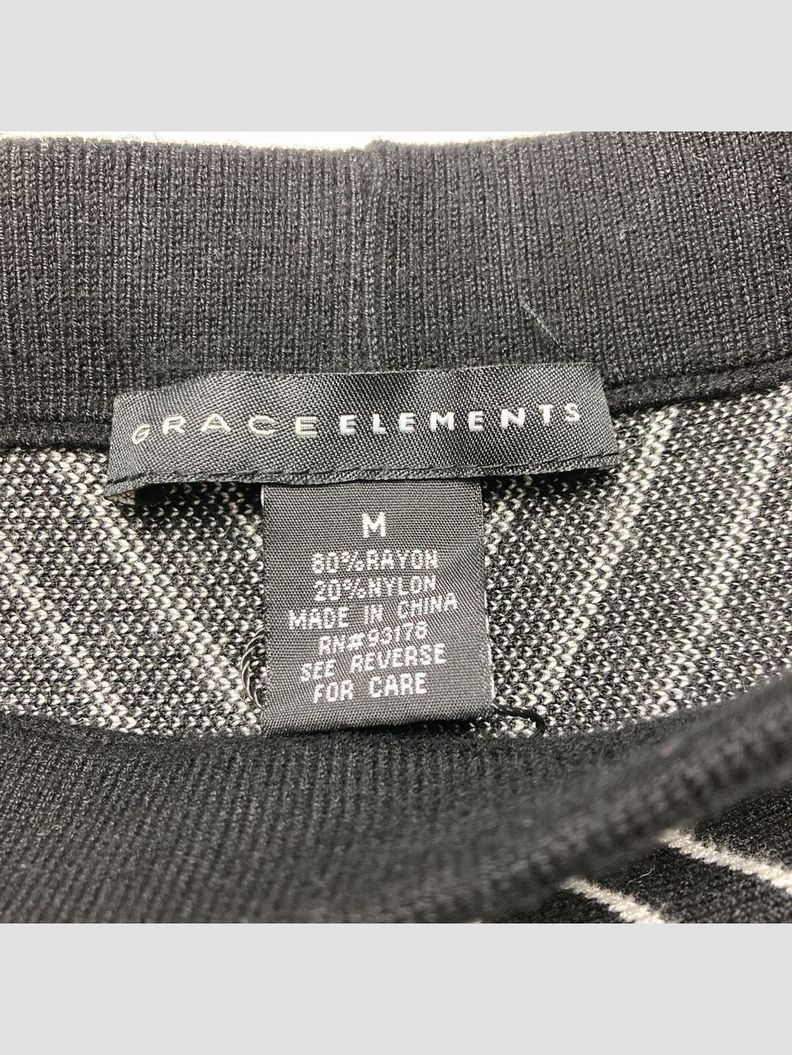 GRACE ELEMENTS
M
80%RAYON
20%NYLON
MADE IN CHINA
RN#93176
SEE REVERSE
FOR CARE